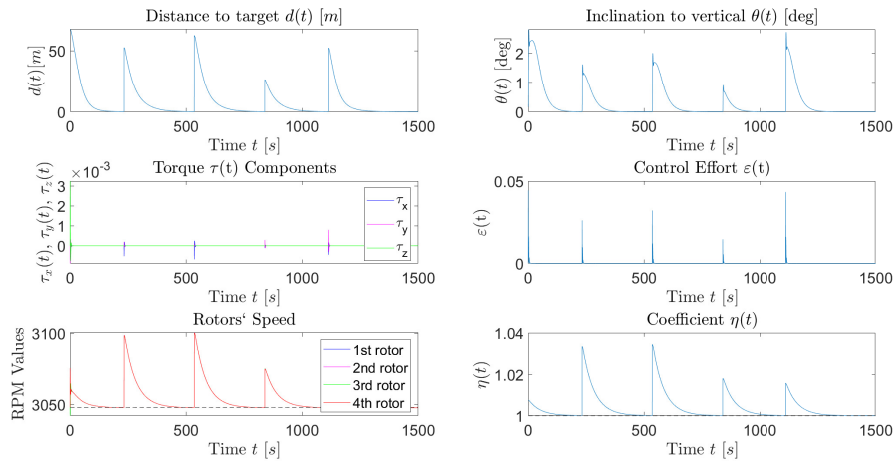 Distance to target d(t) [m]
d(t)[m]
50
0
0 500 1000 1500
Time t [s]
Inclination to vertical θ(t) [deg]
θ(t) [deg]
2
1
0
0 500 1000 1500
Time t [s]
Torque τ(t) Components
×10⁻³
τx(t), τy(t), τz(t)
3
2
1
0
τx
τy
τz
0 500 1000 1500
Time t [s]
Control Effort ε(t)
ε(t)
0.05
0
0 500 1000 1500
Time t [s]
Rotors‘ Speed
RPM Values
3100
3050
1st rotor
2nd rotor
3rd rotor
4th rotor
0 500 1000 1500
Time t [s]
Coefficient η(t)
η(t)
1.04
1.02
1
0 500 1000 1500
Time t [s]